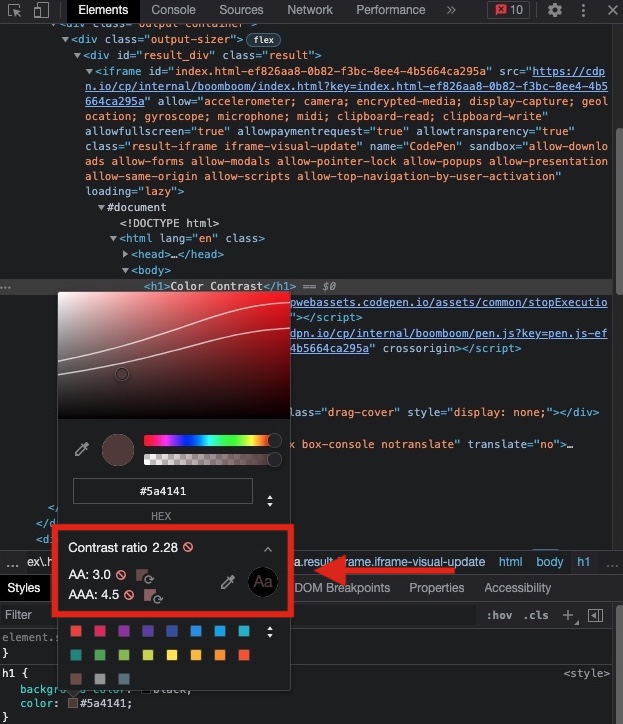 Elements Console Sources Network Performance » 10
<div class="output-container">
<div class="output-sizer"> flex
<div id="result_div" class="result">
<iframe id="index.html-ef826aa8-0b82-f3bc-8ee4-4b5664ca295a" src="https://cdp
n.io/cp/internal/boomboom/index.html?key=index.html-ef826aa8-0b82-f3bc-8ee4-4b5
664ca295a" allow="accelerometer; camera; encrypted-media; display-capture; geol
ocation; gyroscope; microphone; midi; clipboard-read; clipboard-write"
allowfullscreen="true" allowpaymentrequest="true" allowtransparency="true"
class="result-iframe iframe-visual-update" name="CodePen" sandbox="allow-downlo
ads allow-forms allow-modals allow-pointer-lock allow-popups allow-presentation
allow-same-origin allow-scripts allow-top-navigation-by-user-activation"
loading="lazy">
#document
<!DOCTYPE html>
<html lang="en" class>
<head>…</head>
<body>
… <h1>Color Contrast</h1> == $0
pwebassets.codepen.io/assets/common/stopExecutio
"></script>
dpn.io/cp/internal/boomboom/pen.js?key=pen.js-ef
4b5664ca295a" crossorigin></script>
lass="drag-cover" style="display: none;"></div>
x box-console notranslate" translate="no">…
#5a4141
HEX
</
</d
<di
Contrast ratio 2.28
AA: 3.0
AAA: 4.5
Aa
… ex\.h a.result-iframe.iframe-visual-update html body h1 …
Styles DOM Breakpoints Properties Accessibility
Filter :hov .cls +
element.s
}
h1 { <style>
background-color: black;
color: #5a4141;
}